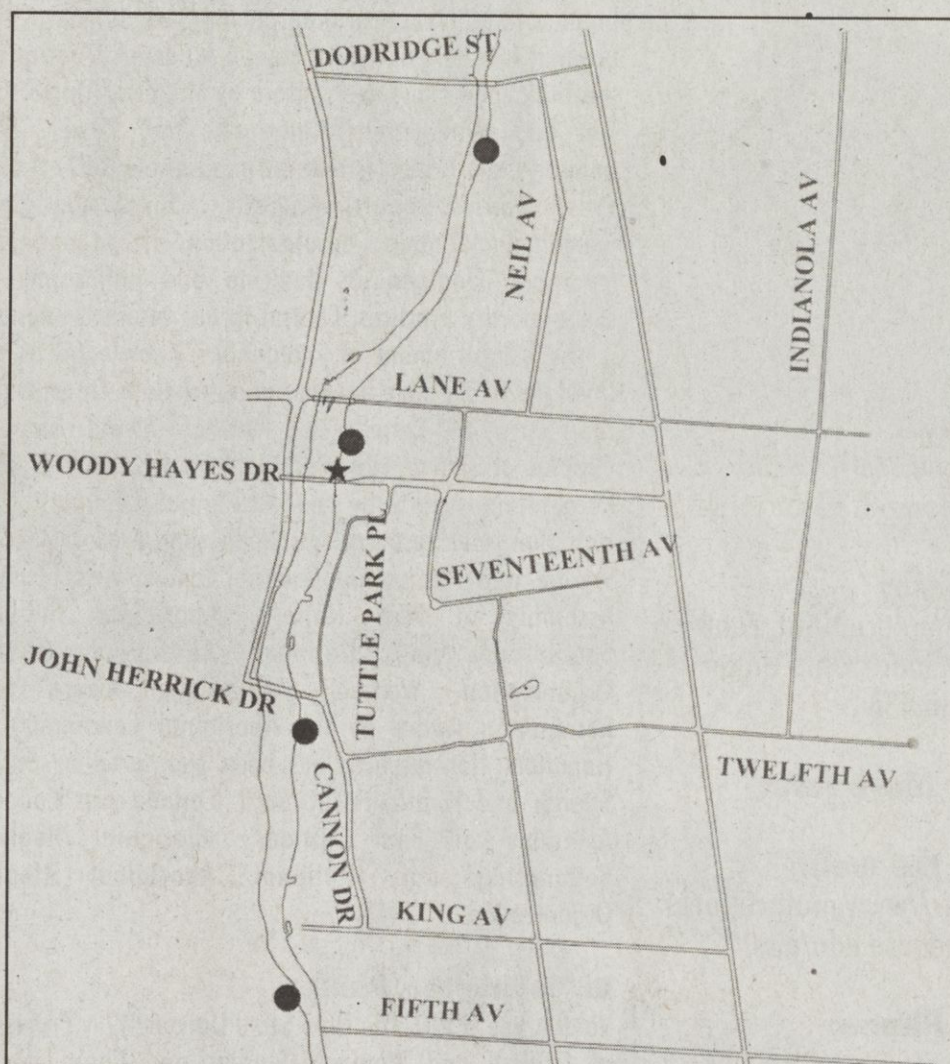 DODRIDGE ST
NEIL AV
INDIANOLA AV
LANE AV
WOODY HAYES DR
TUTTLE PARK PL
SEVENTEENTH AV
JOHN HERRICK DR
CANNON DR
TWELFTH AV
KING AV
FIFTH AV